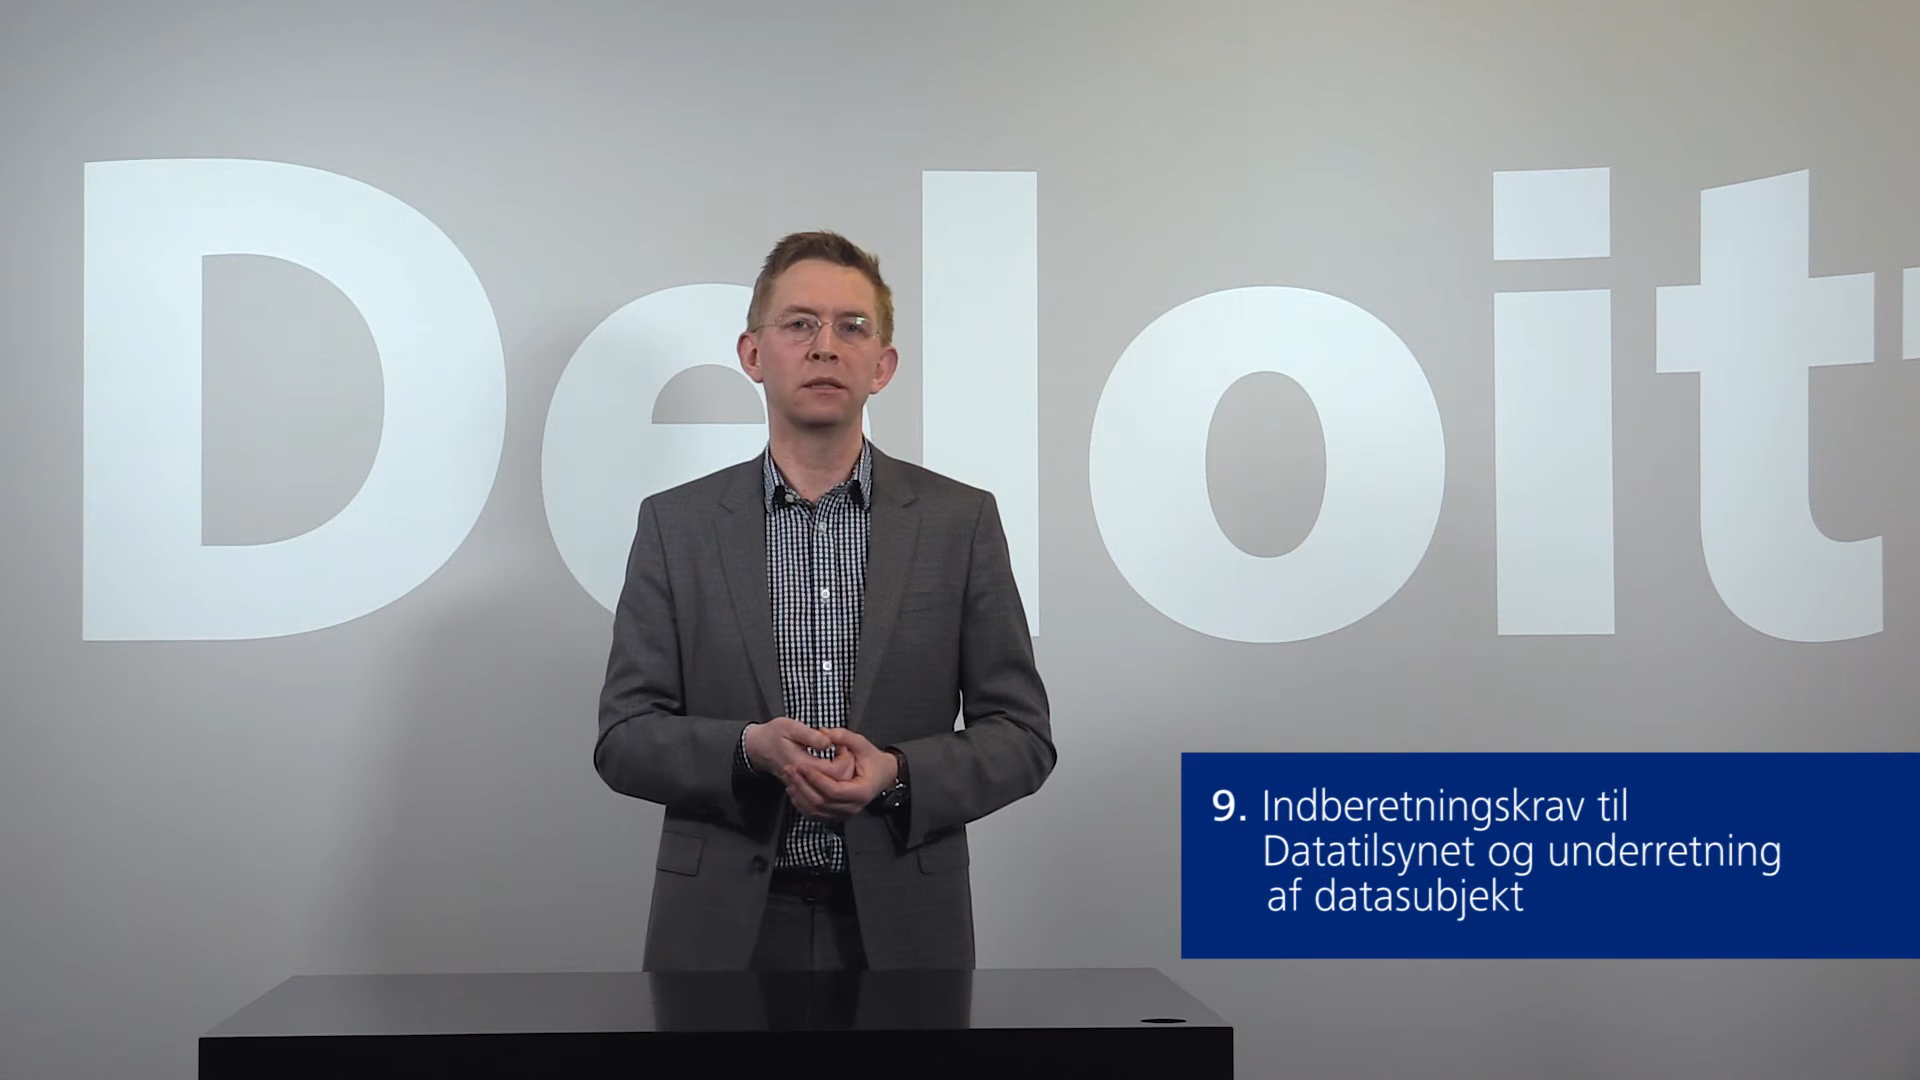 Deloitt
9. Indberetningskrav til
Datatilsynet og underretning
af datasubjekt